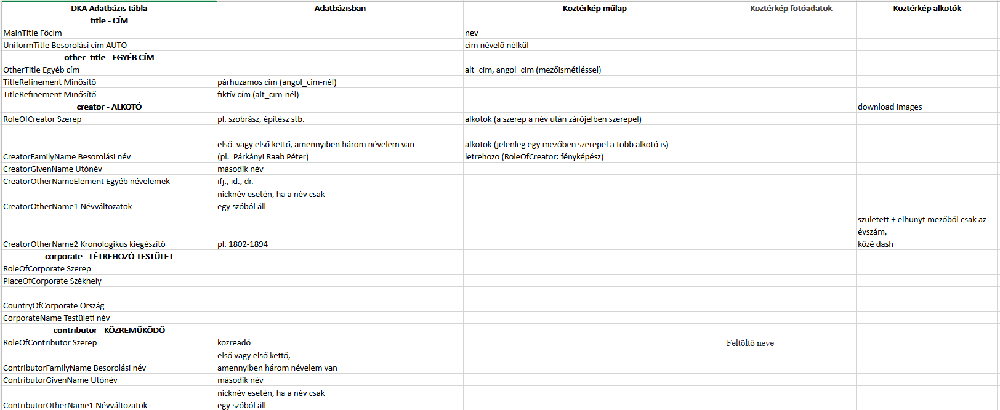 DKA Adatbázis tábla Adatbázisban Köztérkép műlap Köztérkép fotóadatok Köztérkép alkotók
title - CÍM
MainTitle Főcím nev
UniformTitle Besorolási cím AUTO cím névelő nélkül
other_title - EGYÉB CÍM
OtherTitle Egyéb cím alt_cim, angol_cim (mezőismétléssel)
TitleRefinement Minősítő párhuzamos cím (angol_cim-nél)
TitleRefinement Minősítő fiktív cím (alt_cim-nél)
creator - ALKOTÓ download images
RoleOfCreator Szerep pl. szobrász, építész stb. alkotok (a szerep a név után zárójelben szerepel)
első  vagy első kettő, amennyiben három névelem van alkotok (jelenleg egy mezőben szerepel a több alkotó is)
CreatorFamilyName Besorolási név (pl.  Párkányi Raab Péter) letrehozo (RoleOfCreator: fényképész)
CreatorGivenName Utónév második név
CreatorOtherNameElement Egyéb névelemek ifj., id., dr.
nicknév esetén, ha a név csak
CreatorOtherName1 Névváltozatok egy szóból áll
szuletett + elhunyt mezőből csak az
évszám,
CreatorOtherName2 Kronologikus kiegészítő pl. 1802-1894 közé dash
corporate - LÉTREHOZÓ TESTÜLET
RoleOfCorporate Szerep
PlaceOfCorporate Székhely
CountryOfCorporate Ország
CorporateName Testületi név
contributor - KÖZREMŰKÖDŐ
RoleOfContributor Szerep közreadó Feltöltő neve
első vagy első kettő,
ContributorFamilyName Besorolási név amennyiben három névelem van
ContributorGivenName Utónév második név
nicknév esetén, ha a név csak
ContributorOtherName1 Névváltozatok egy szóból áll